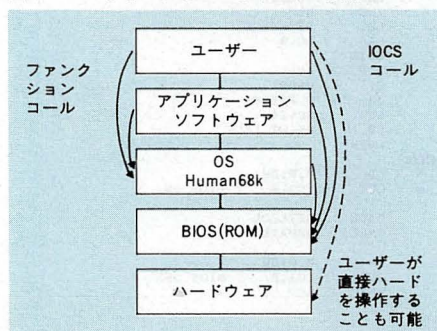 ユーザー
ファンク
ション
コール
IOCS
コール
アプリケーション
ソフトウェア
OS
Human68k
BIOS(ROM)
ハードウェア
ユーザーが
直接ハード
を操作する
ことも可能